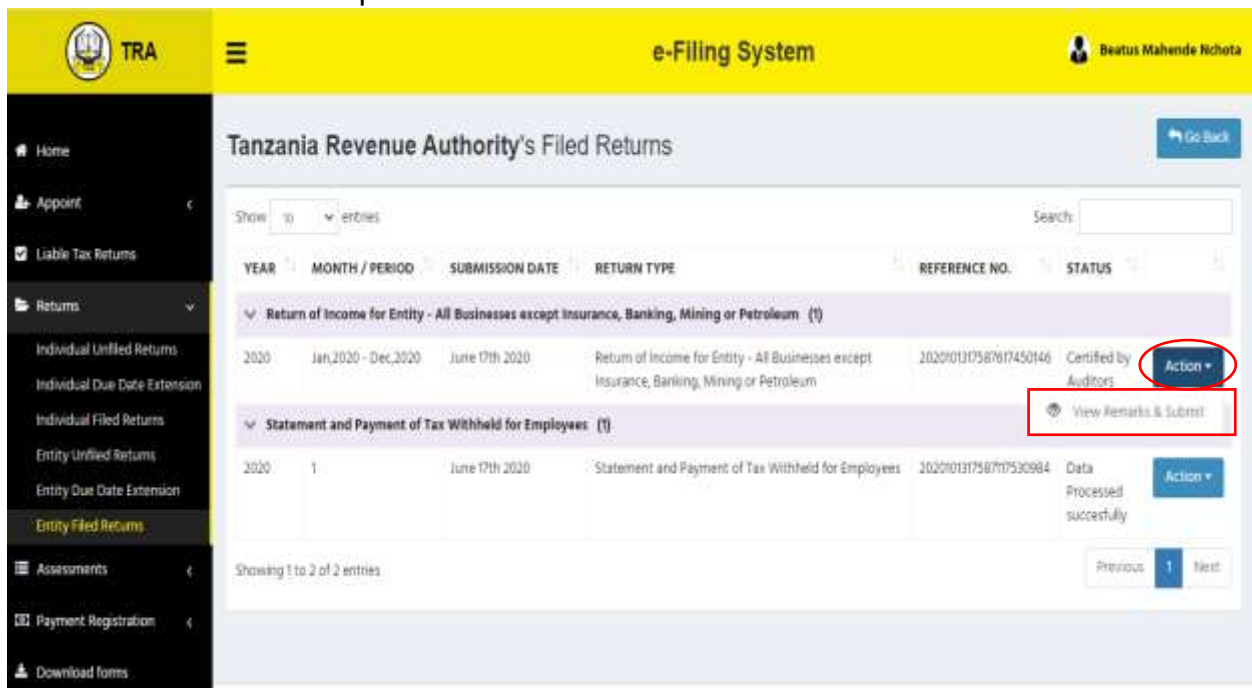 TRA
e-Filing System
Beatus Mahende Nchota
Home
Appoint
Liable Tax Returns
Returns
Individual Unfiled Returns
Individual Due Date Extension
Individual Filed Returns
Entity Unfiled Returns
Entity Due Date Extension
Entity Filed Returns
Assessments
Payment Registration
Download forms
Tanzania Revenue Authority's Filed Returns
Go Back
Show 10 entries
Search:
YEAR MONTH / PERIOD SUBMISSION DATE RETURN TYPE REFERENCE NO. STATUS
Return of Income for Entity - All Businesses except Insurance, Banking, Mining or Petroleum (1)
2020 Jan,2020 - Dec,2020 June 17th 2020 Return of Income for Entity - All Businesses except Certified by Action
Insurance, Banking, Mining or Petroleum Auditors
View Remarks & Submit
Statement and Payment of Tax Withheld for Employees (1)
2020 1 June 17th 2020 Statement and Payment of Tax Withheld for Employees Data Action
Processed
succesfully
Showing 1 to 2 of 2 entries
Previous 1 Next